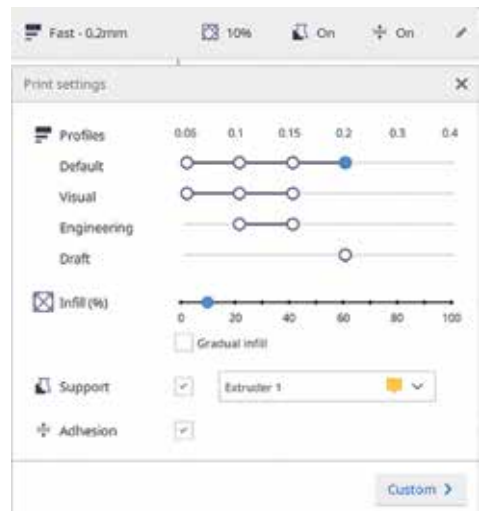 Fast - 0.2mm 10% On On
Print settings
Profiles 0.05 0.1 0.15 0.2 0.3 0.4
Default
Visual
Engineering
Draft
Infill (%)
0 20 40 60 80 100
Gradual infill
Support Extruder 1
Adhesion
Custom